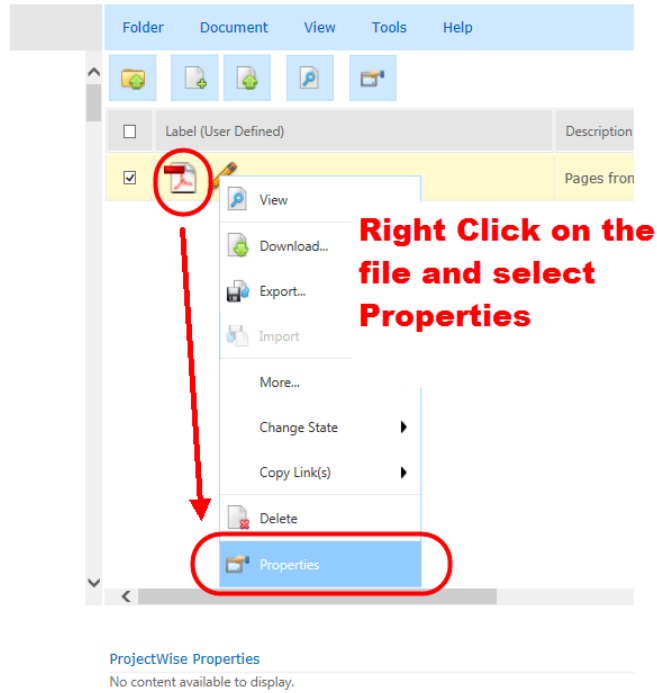 Folder Document View Tools Help
Label (User Defined) Description
Pages from
View
Right Click on the
Download...
file and select
Export...
Properties
Import
More...
Change State
Copy Link(s)
Delete
Properties
ProjectWise Properties
No content available to display.